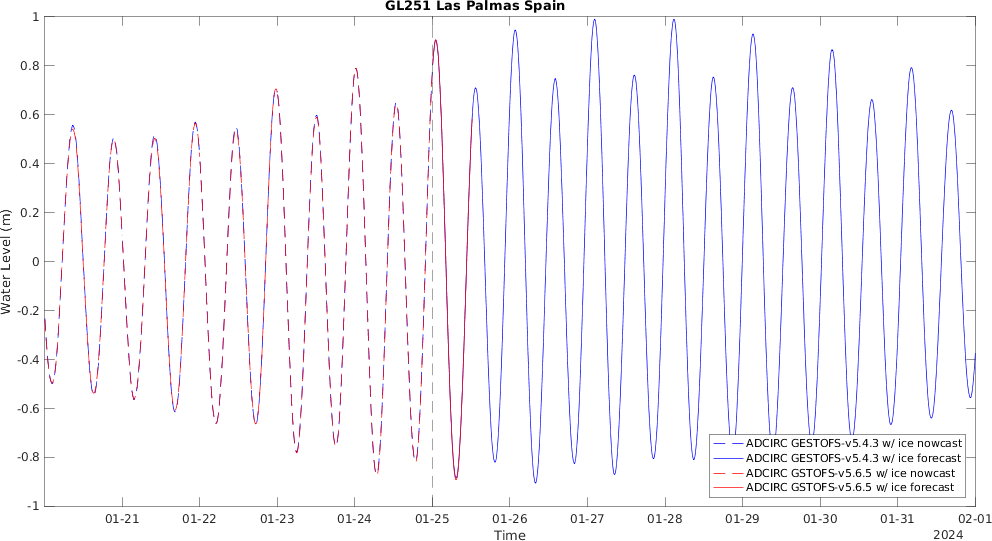 GL251 Las Palmas Spain
Water Level (m)
1
0.8
0.6
0.4
0.2
0
-0.2
-0.4
-0.6
-0.8
-1
ADCIRC GESTOFS-v5.4.3 w/ ice nowcast
ADCIRC GESTOFS-v5.4.3 w/ ice forecast
ADCIRC GSTOFS-v5.6.5 w/ ice nowcast
ADCIRC GSTOFS-v5.6.5 w/ ice forecast
01-21 01-22 01-23 01-24 01-25 01-26 01-27 01-28 01-29 01-30 01-31 02-01
Time
2024